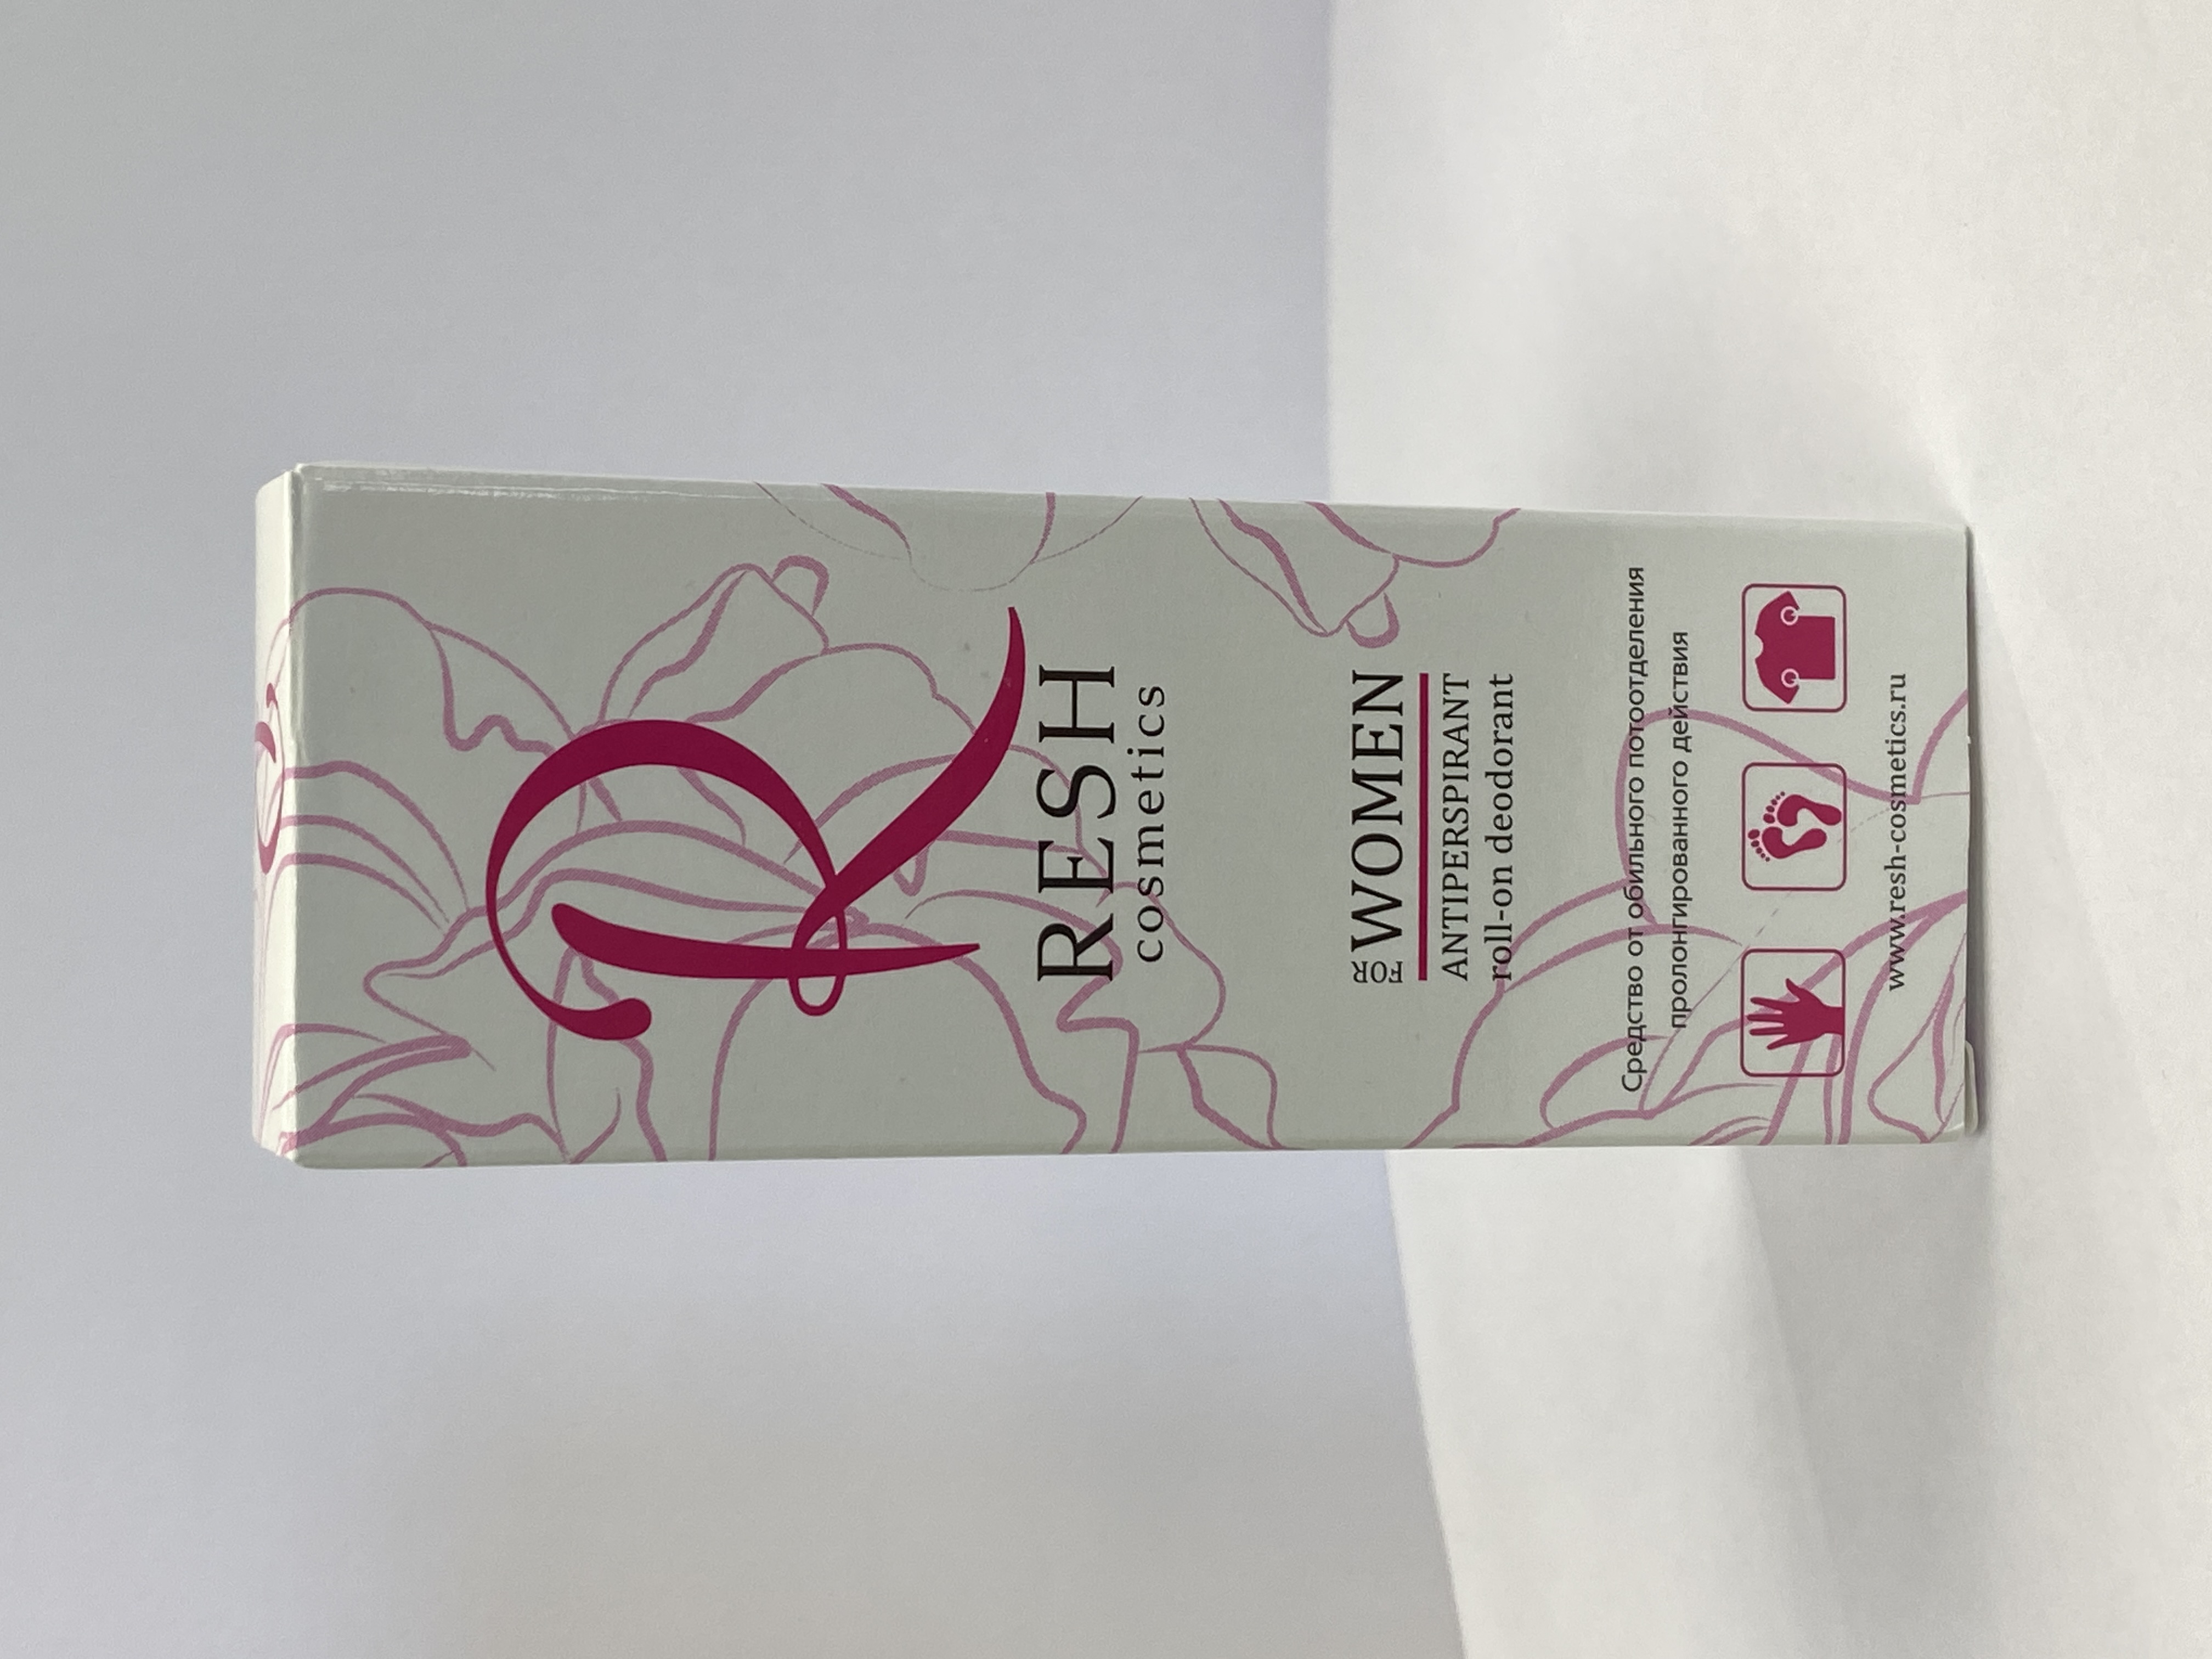 R
RESH
cosmetics
FOR WOMEN
ANTIPERSPIRANT
roll-on deodorant
Средство от обильного потоотделения
пролонгированного действия
www.resh-cosmetics.ru